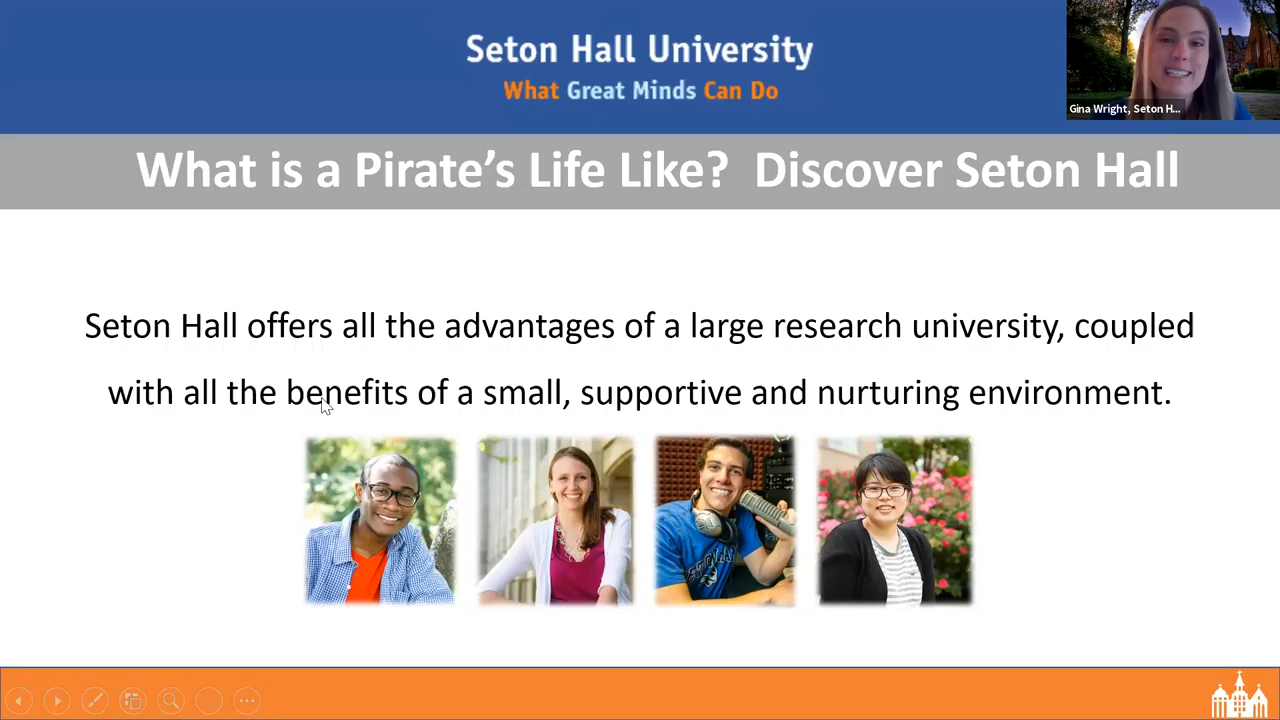 Seton Hall University
What Great Minds Can Do
Gina Wright, Seton H...
What is a Pirate's Life Like?  Discover Seton Hall
Seton Hall offers all the advantages of a large research university, coupled
with all the benefits of a small, supportive and nurturing environment.